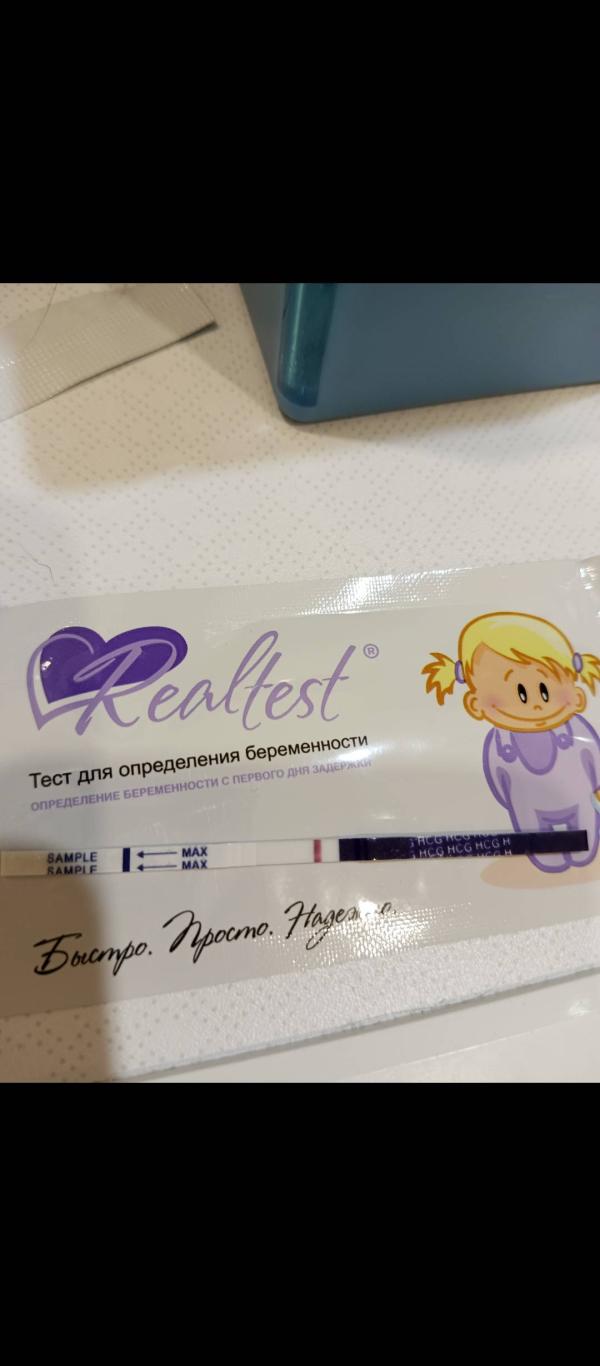 Realtest®
Тест для определения беременности
ОПРЕДЕЛЕНИЕ БЕРЕМЕННОСТИ С ПЕРВОГО ДНЯ ЗАДЕРЖКИ
SAMPLE MAX HCG HCG HCG
SAMPLE MAX HCG HCG HCG H
Быстро. Просто. Надежно.